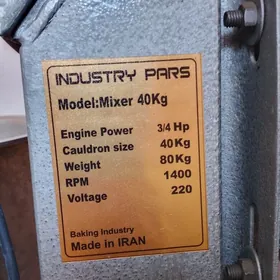 INDUSTRY PARS
Model:Mixer 40Kg
Engine Power 3/4 Hp
Cauldron size 40Kg
Weight 80Kg
RPM 1400
Voltage 220
Baking Industry
Made in IRAN